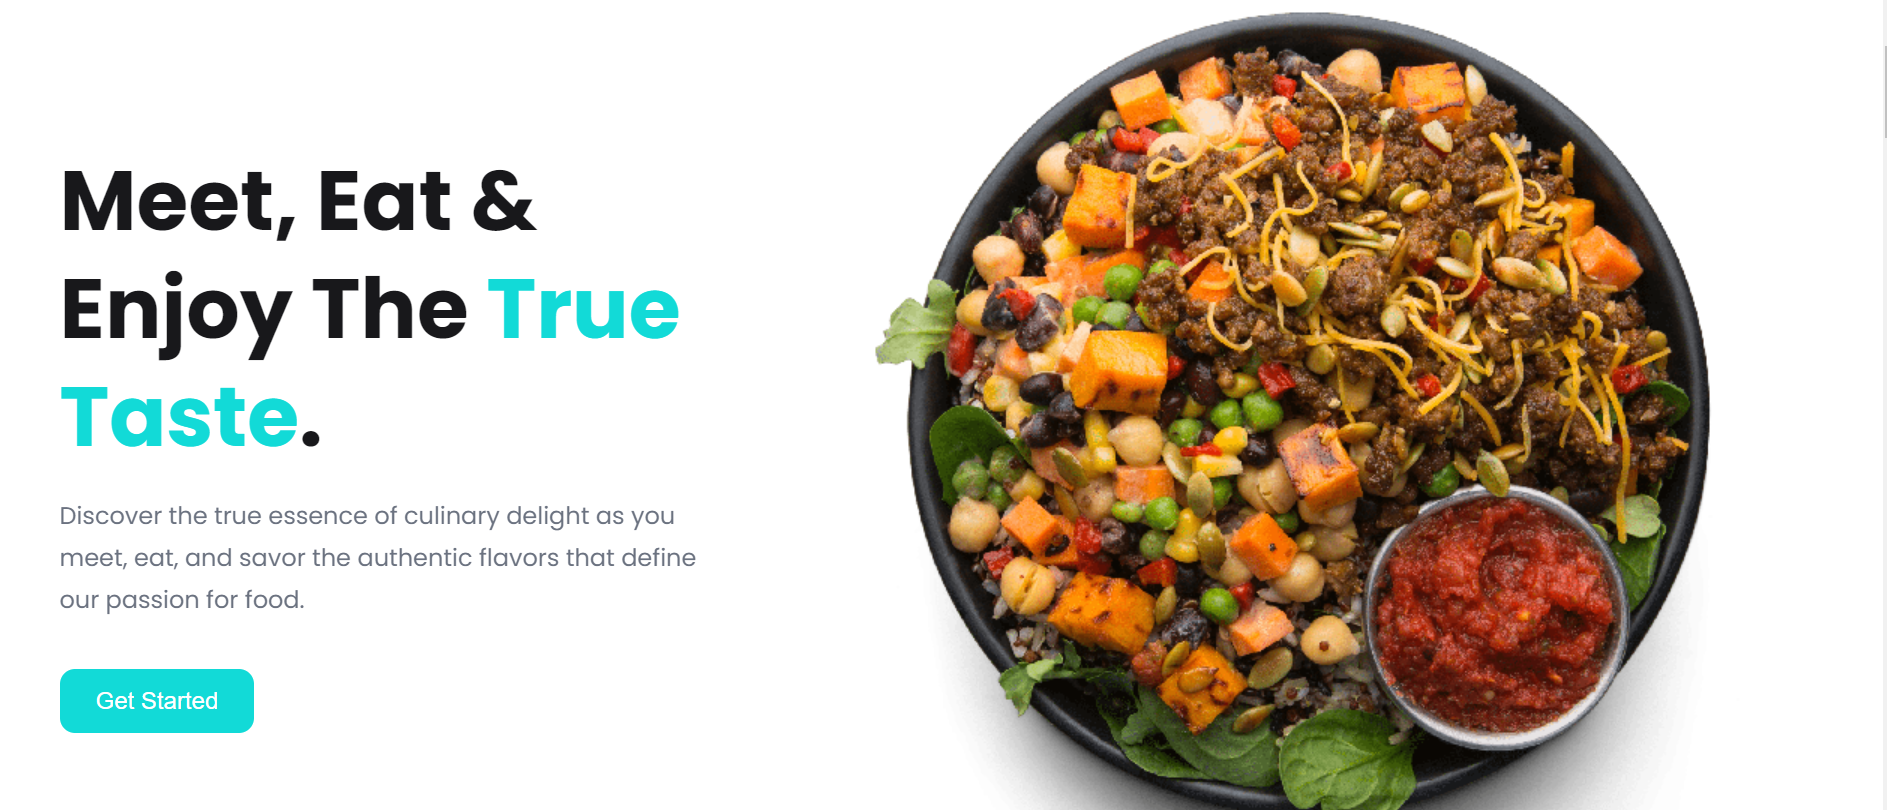 Meet, Eat &
Enjoy The True
Taste.
Discover the true essence of culinary delight as you
meet, eat, and savor the authentic flavors that define
our passion for food.
Get Started